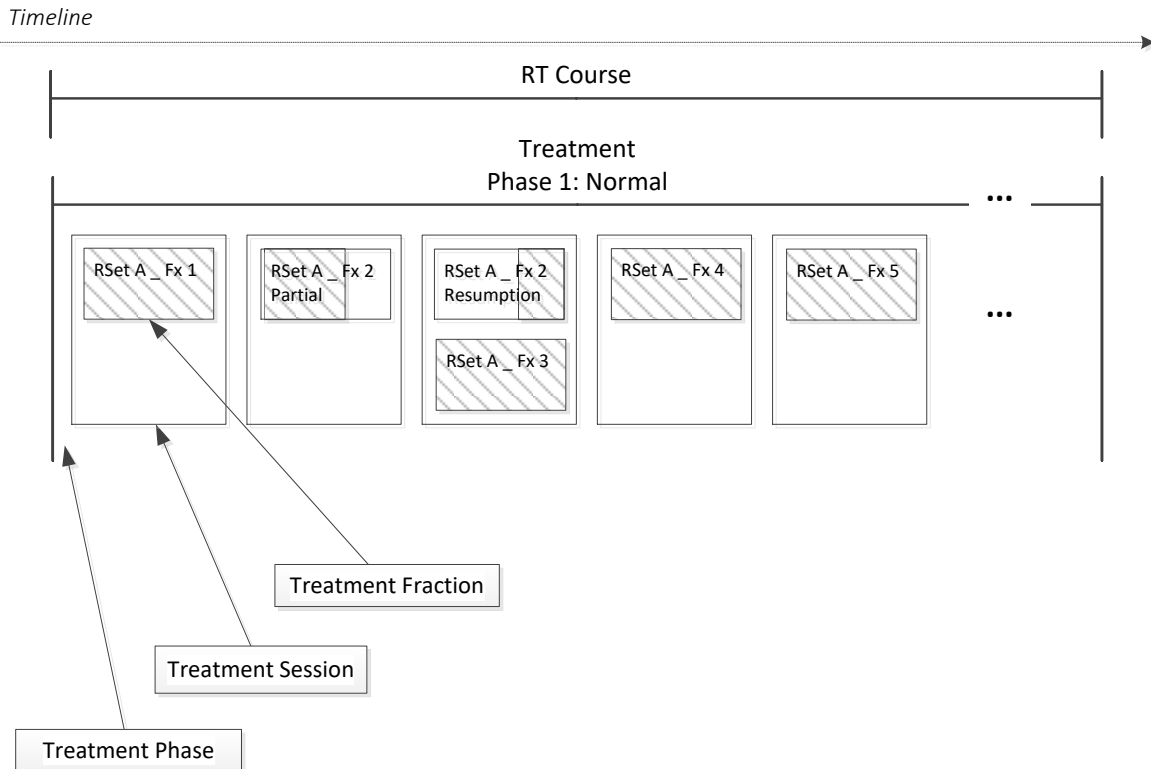 Timeline
RT Course
Treatment
Phase 1: Normal
...
RSet A _ Fx 1
RSet A _ Fx 2
Partial
RSet A _ Fx 2
Resumption
RSet A _ Fx 3
RSet A _ Fx 4
RSet A _ Fx 5
...
Treatment Fraction
Treatment Session
Treatment Phase